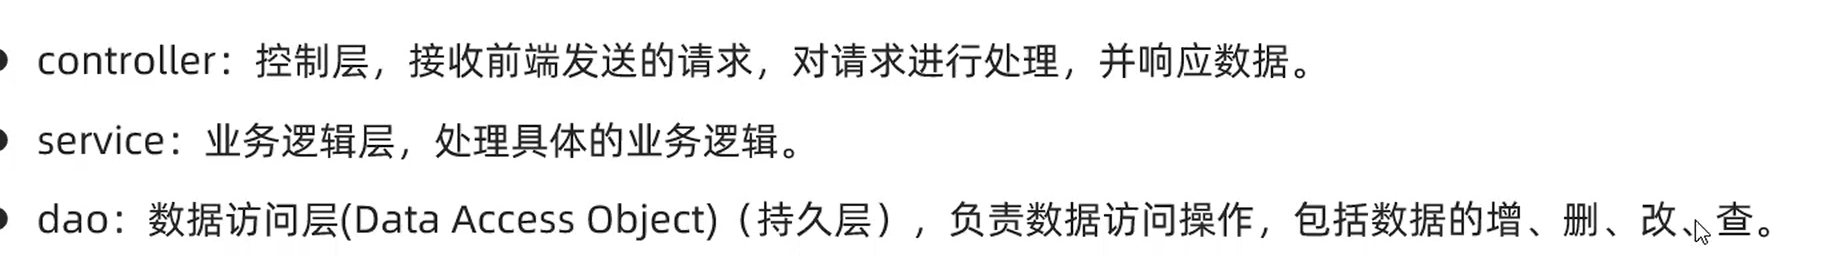 controller：控制层，接收前端发送的请求，对请求进行处理，并响应数据。
service：业务逻辑层，处理具体的业务逻辑。
dao：数据访问层(Data Access Object)（持久层），负责数据访问操作，包括数据的增、删、改、查。